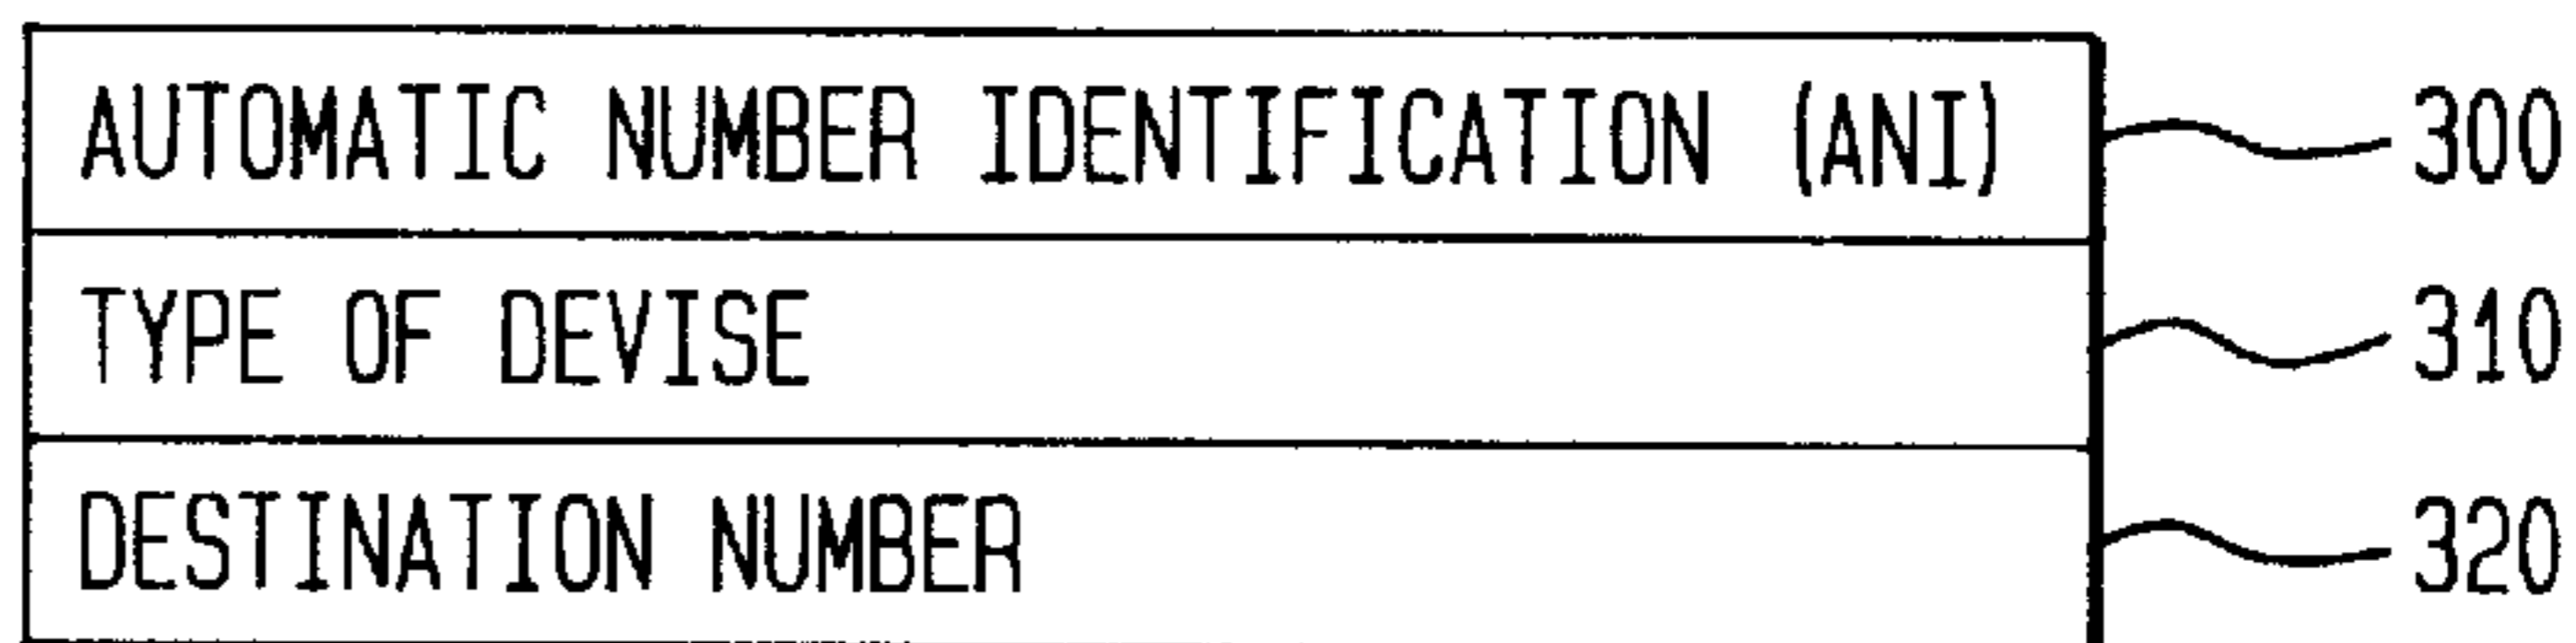 AUTOMATIC NUMBER IDENTIFICATION (ANI) 300
TYPE OF DEVISE 310
DESTINATION NUMBER 320